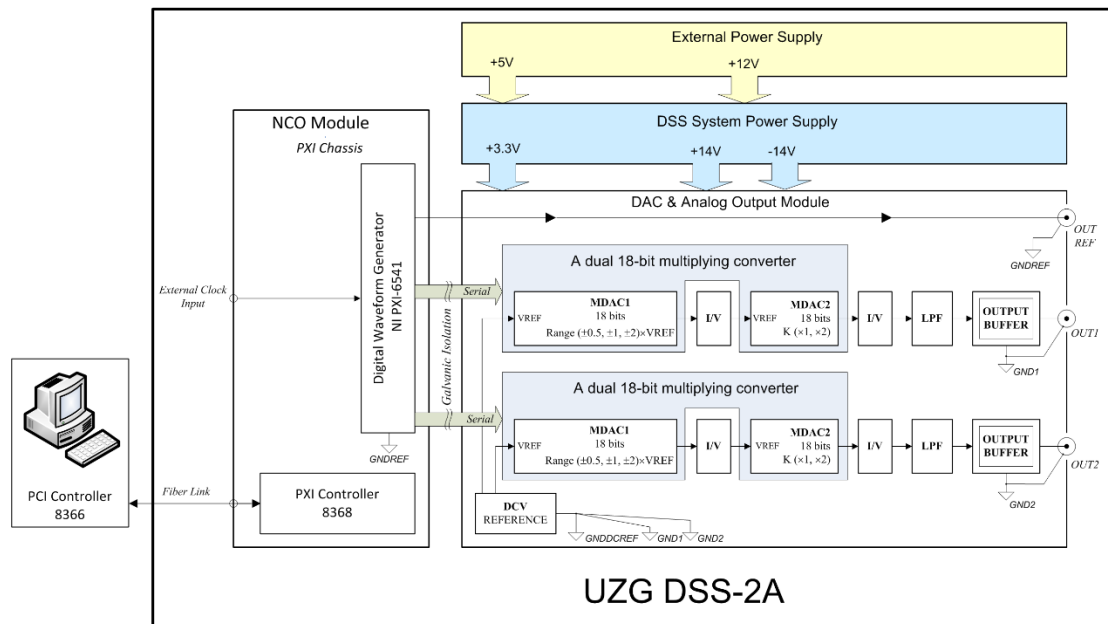 External Power Supply
+5V
+12V
DSS System Power Supply
+3.3V
+14V
-14V
NCO Module
PXI Chassis
Digital Waveform Generator
NI PXI-6541
GNDREF
PXI Controller
8368
External Clock
Input
Fiber Link
PCI Controller
8366
Galvanic Isolation
Serial
Serial
DAC & Analog Output Module
OUT
REF
GNDREF
A dual 18-bit multiplying converter
VREF
MDAC1
18 bits
Range (±0.5, ±1, ±2)×VREF
I/V
VREF
MDAC2
18 bits
K (×1, ×2)
I/V
LPF
OUTPUT
BUFFER
OUT1
GND1
A dual 18-bit multiplying converter
VREF
MDAC1
18 bits
Range (±0.5, ±1, ±2)×VREF
I/V
VREF
MDAC2
18 bits
K (×1, ×2)
I/V
LPF
OUTPUT
BUFFER
OUT2
GND2
DCV
REFERENCE
GNDDCREF
GND1
GND2
UZG DSS-2A